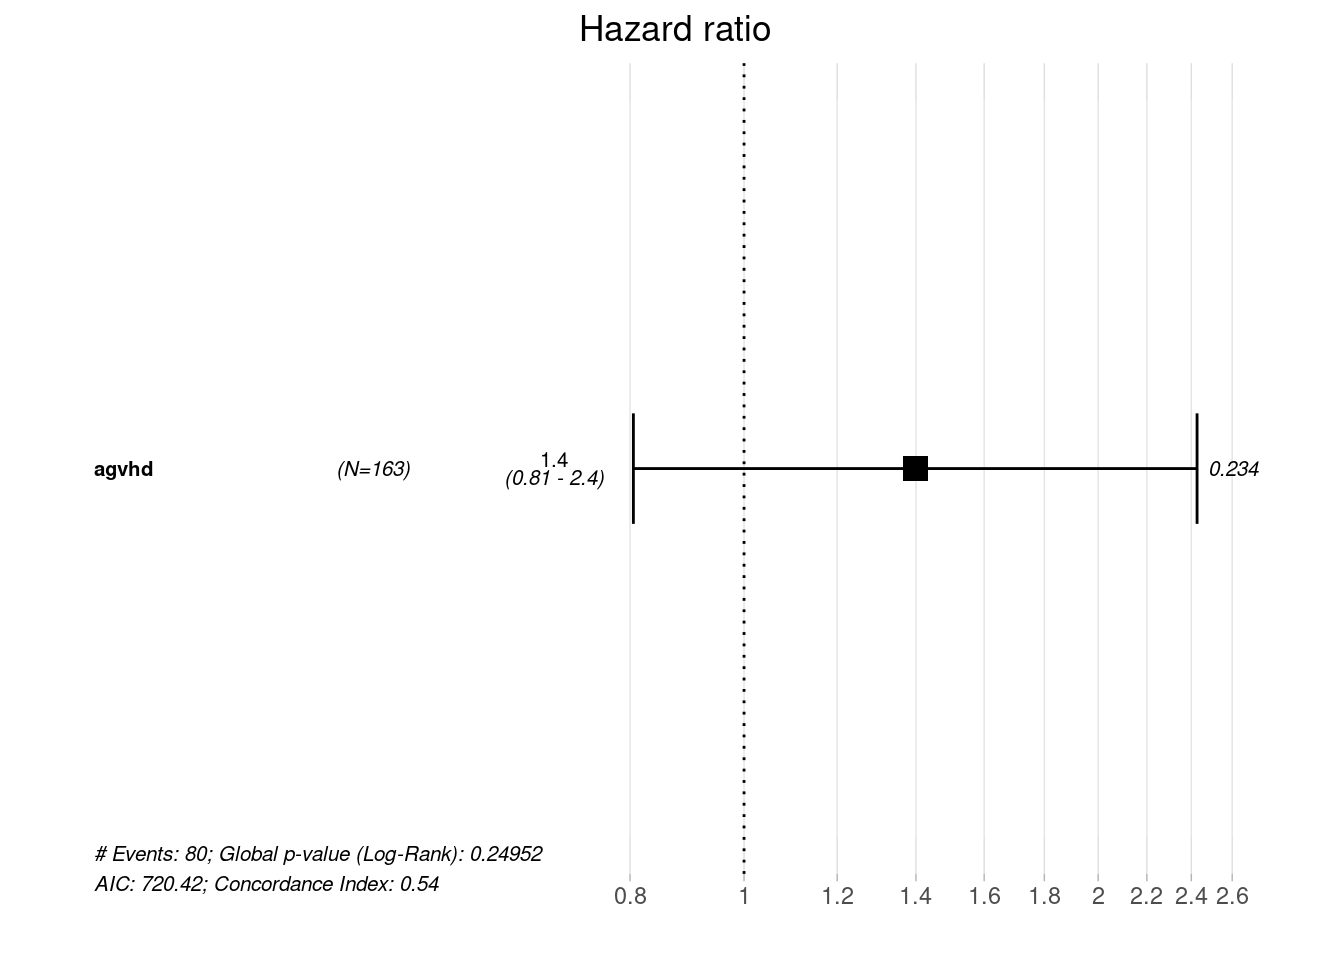 Hazard ratio
agvhd
(N=163)
1.4
(0.81 - 2.4)
0.234
# Events: 80; Global p-value (Log-Rank): 0.24952
AIC: 720.42; Concordance Index: 0.54
0.8 1 1.2 1.4 1.6 1.8 2 2.2 2.4 2.6